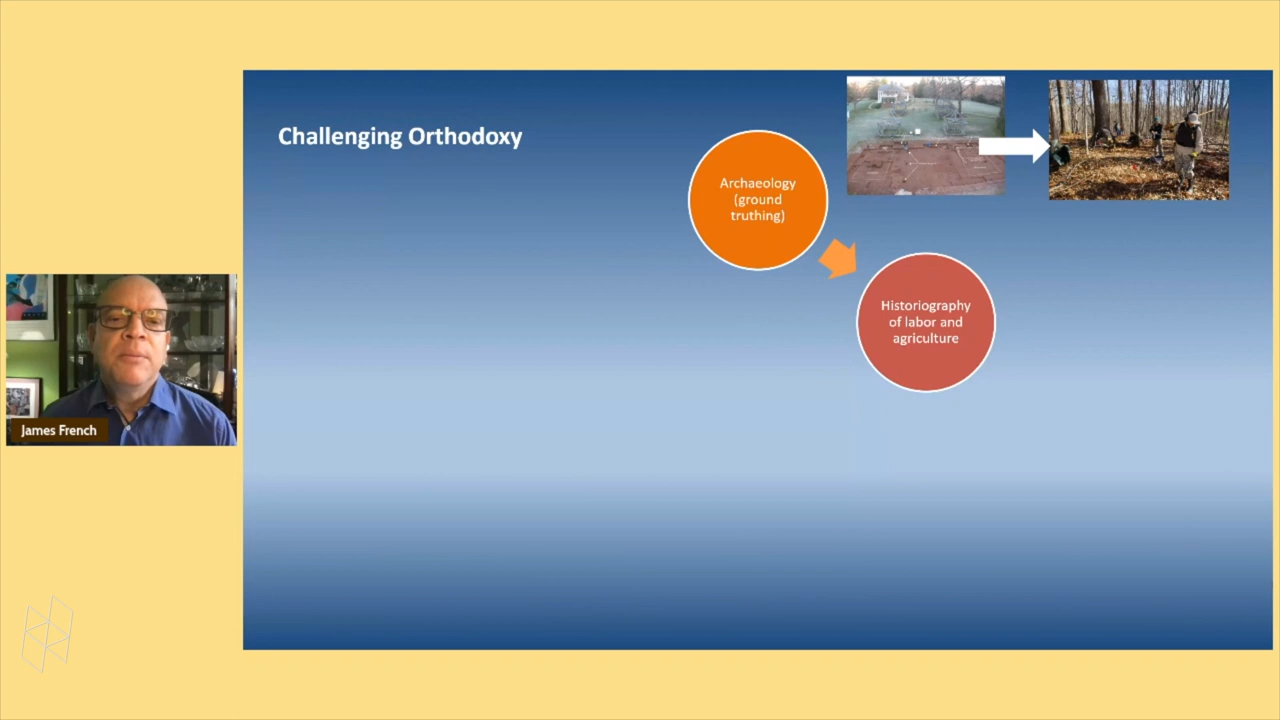 Challenging Orthodoxy
Archaeology
(ground
truthing)
Historiography
of labor and
agriculture
James French